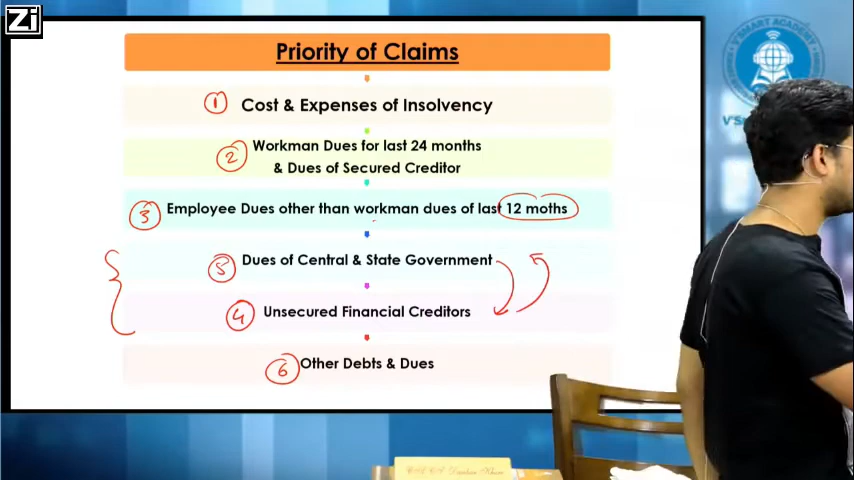 Zi
Priority of Claims
1 Cost & Expenses of Insolvency
2 Workman Dues for last 24 months
& Dues of Secured Creditor
3 Employee Dues other than workman dues of last 12 moths
5 Dues of Central & State Government
4 Unsecured Financial Creditors
6 Other Debts & Dues
V'SMART ACADEMY